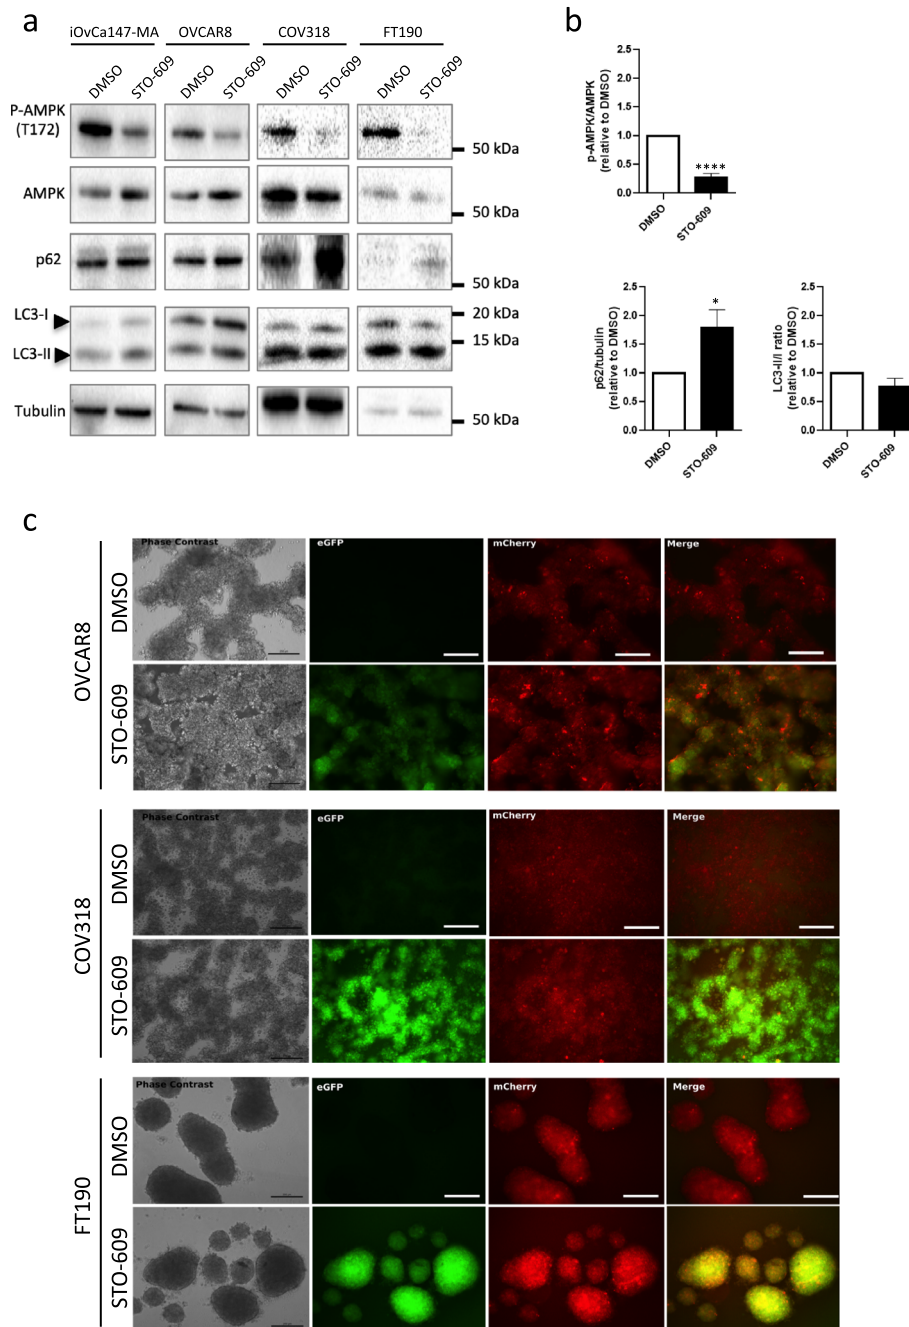 a
iOvCa147-MA OVCAR8 COV318 FT190
DMSO STO-609 DMSO STO-609 DMSO STO-609 DMSO STO-609
P-AMPK
(T172)
50 kDa
AMPK
50 kDa
p62
50 kDa
LC3-I
20 kDa
15 kDa
LC3-II
Tubulin
50 kDa
b
p-AMPK/AMPK
(relative to DMSO)
2.5
2.0
1.5
1.0
0.5
0.0
****
DMSO STO-609
p62/tubulin
(relative to DMSO)
2.5
2.0
1.5
1.0
0.5
0.0
*
DMSO STO-609
LC3-II/I ratio
(relative to DMSO)
2.5
2.0
1.5
1.0
0.5
0.0
DMSO STO-609
c
OVCAR8
DMSO
Phase Contrast eGFP mCherry Merge
STO-609
COV318
DMSO
Phase Contrast eGFP mCherry Merge
STO-609
FT190
DMSO
Phase Contrast eGFP mCherry Merge
STO-609